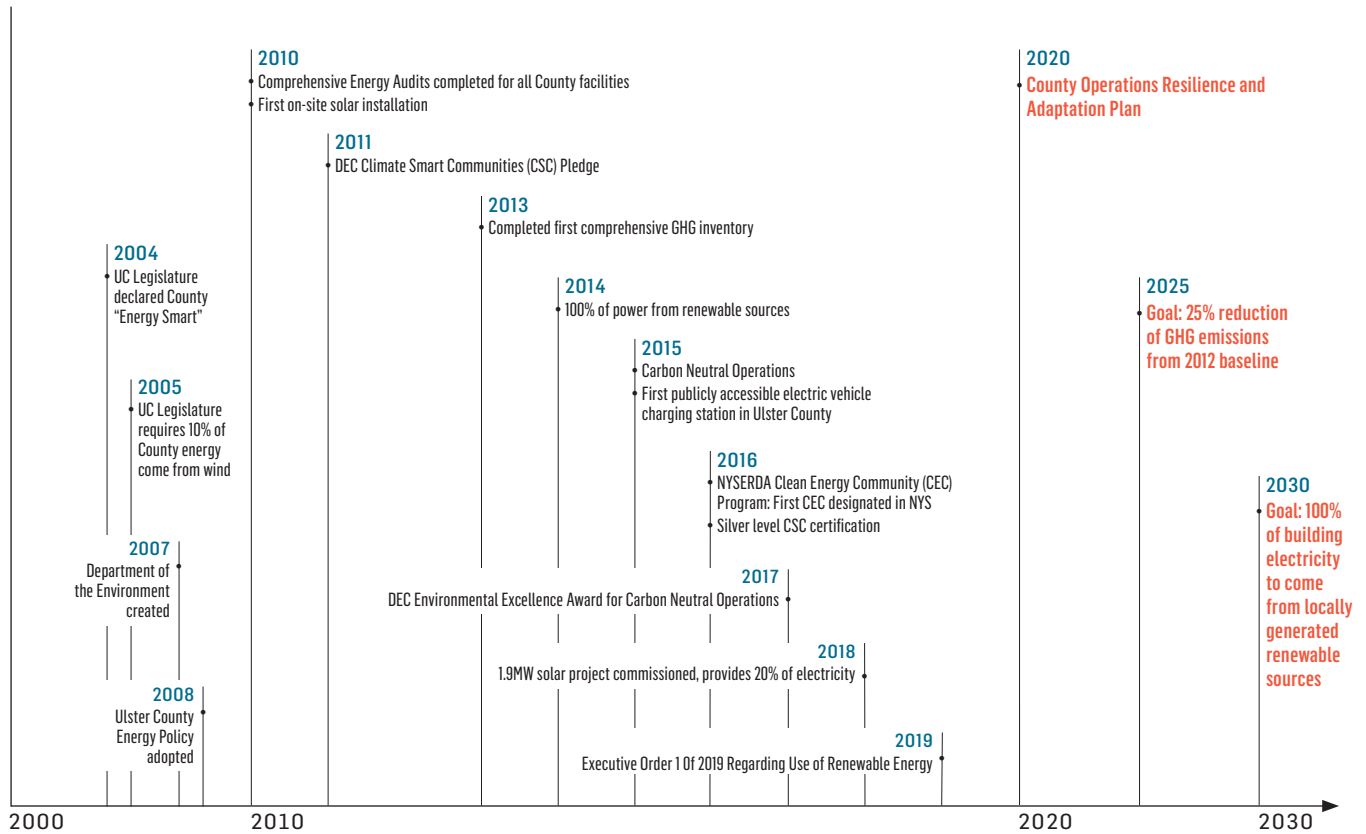 2010
Comprehensive Energy Audits completed for all County facilities
First on-site solar installation
2020
County Operations Resilience and
Adaptation Plan
2011
DEC Climate Smart Communities (CSC) Pledge
2013
Completed first comprehensive GHG inventory
2004
UC Legislature
declared County
“Energy Smart”
2014
100% of power from renewable sources
2025
Goal: 25% reduction
of GHG emissions
from 2012 baseline
2015
Carbon Neutral Operations
First publicly accessible electric vehicle
charging station in Ulster County
2005
UC Legislature
requires 10% of
County energy
come from wind
2016
NYSERDA Clean Energy Community (CEC)
Program: First CEC designated in NYS
Silver level CSC certification
2030
Goal: 100%
of building
electricity
to come
from locally
generated
renewable
sources
2007
Department of
the Environment
created
2017
DEC Environmental Excellence Award for Carbon Neutral Operations
2018
1.9MW solar project commissioned, provides 20% of electricity
2008
Ulster County
Energy Policy
adopted
2019
Executive Order 1 Of 2019 Regarding Use of Renewable Energy
2000
2010
2020
2030